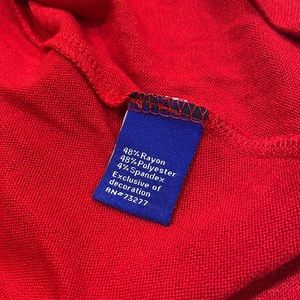 48% Rayon
48% Polyester
4% Spandex
Exclusive of
decoration
RN#73277